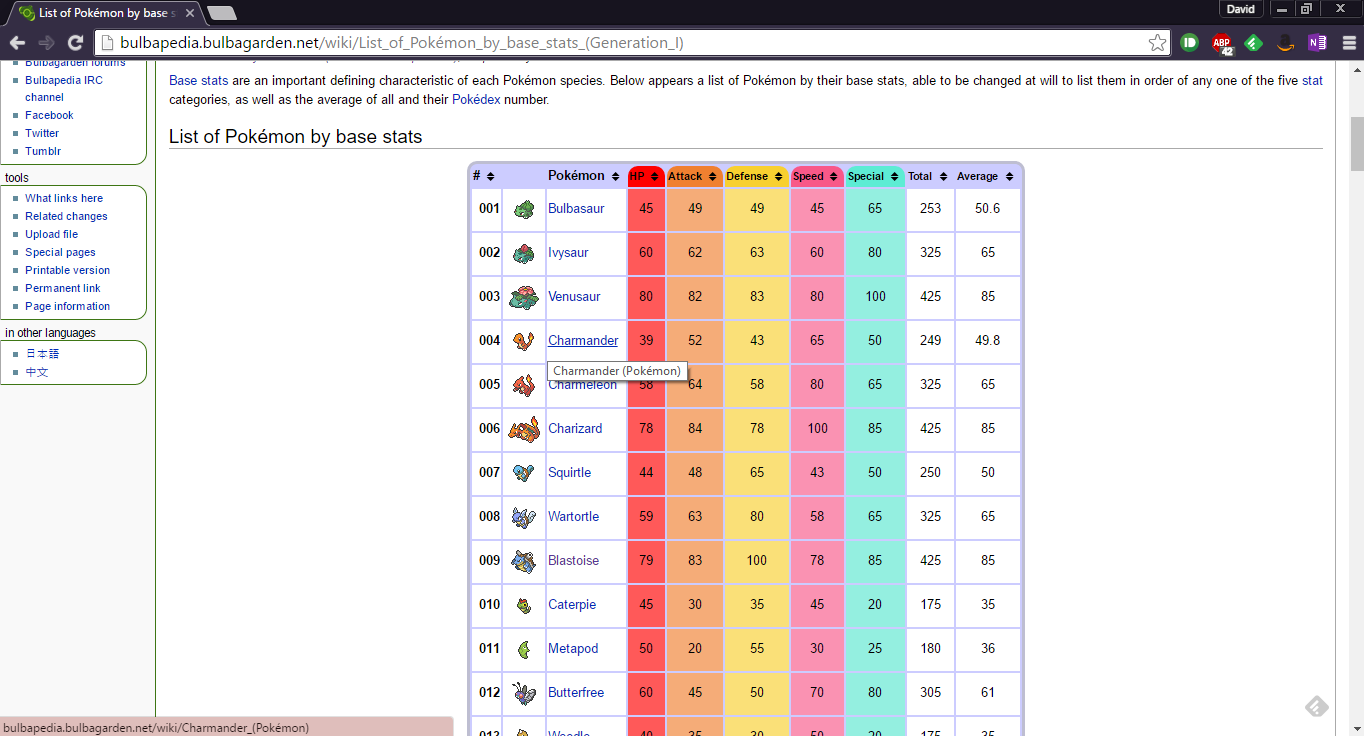 List of Pokémon by base s
David
bulbapedia.bulbagarden.net/wiki/List_of_Pokémon_by_base_stats_(Generation_I)
ABP
42
N
Bulbagarden forums
Bulbapedia IRC
channel
Facebook
Twitter
Tumblr
tools
What links here
Related changes
Upload file
Special pages
Printable version
Permanent link
Page information
in other languages
日本語
中文
Base stats are an important defining characteristic of each Pokémon species. Below appears a list of Pokémon by their base stats, able to be changed at will to list them in order of any one of the five stat
categories, as well as the average of all and their Pokédex number.
List of Pokémon by base stats
# Pokémon HP Attack Defense Speed Special Total Average
001 Bulbasaur 45 49 49 45 65 253 50.6
002 Ivysaur 60 62 63 60 80 325 65
003 Venusaur 80 82 83 80 100 425 85
004 Charmander 39 52 43 65 50 249 49.8
Charmander (Pokémon)
005 Charmeleon 58 64 58 80 65 325 65
006 Charizard 78 84 78 100 85 425 85
007 Squirtle 44 48 65 43 50 250 50
008 Wartortle 59 63 80 58 65 325 65
009 Blastoise 79 83 100 78 85 425 85
010 Caterpie 45 30 35 45 20 175 35
011 Metapod 50 20 55 30 25 180 36
012 Butterfree 60 45 50 70 80 305 61
013 Weedle 40 35 30 50 20 175 35
bulbapedia.bulbagarden.net/wiki/Charmander_(Pokémon)